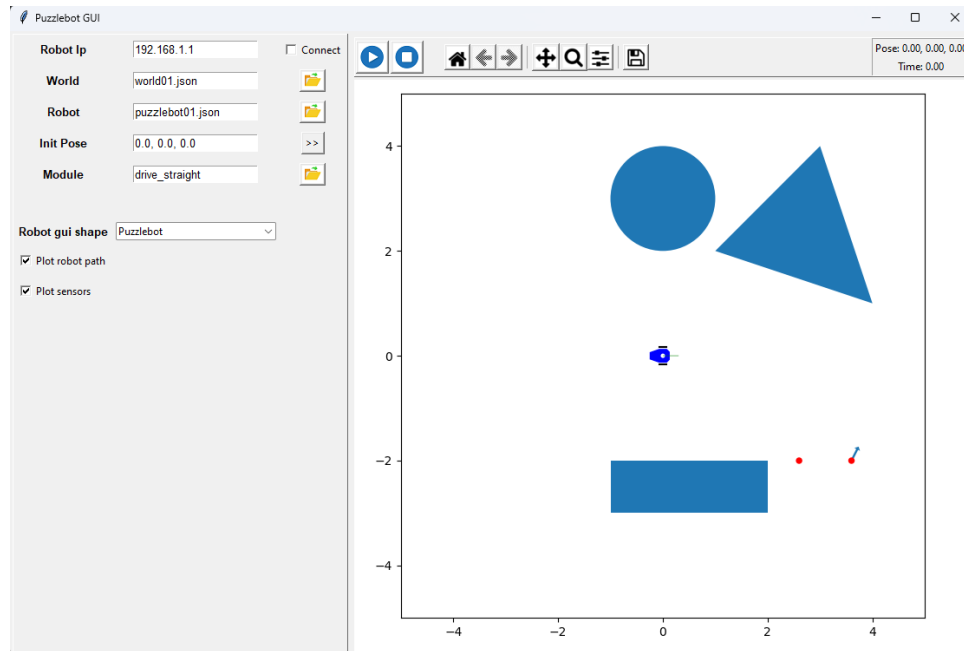 Puzzlebot GUI
Robot Ip 192.168.1.1 Connect
World world01.json
Robot puzzlebot01.json
Init Pose 0.0, 0.0, 0.0 >>
Module drive_straight
Robot gui shape Puzzlebot
Plot robot path
Plot sensors
Pose: 0.00, 0.00, 0.00
Time: 0.00
4
2
0
−2
−4
−4 −2 0 2 4